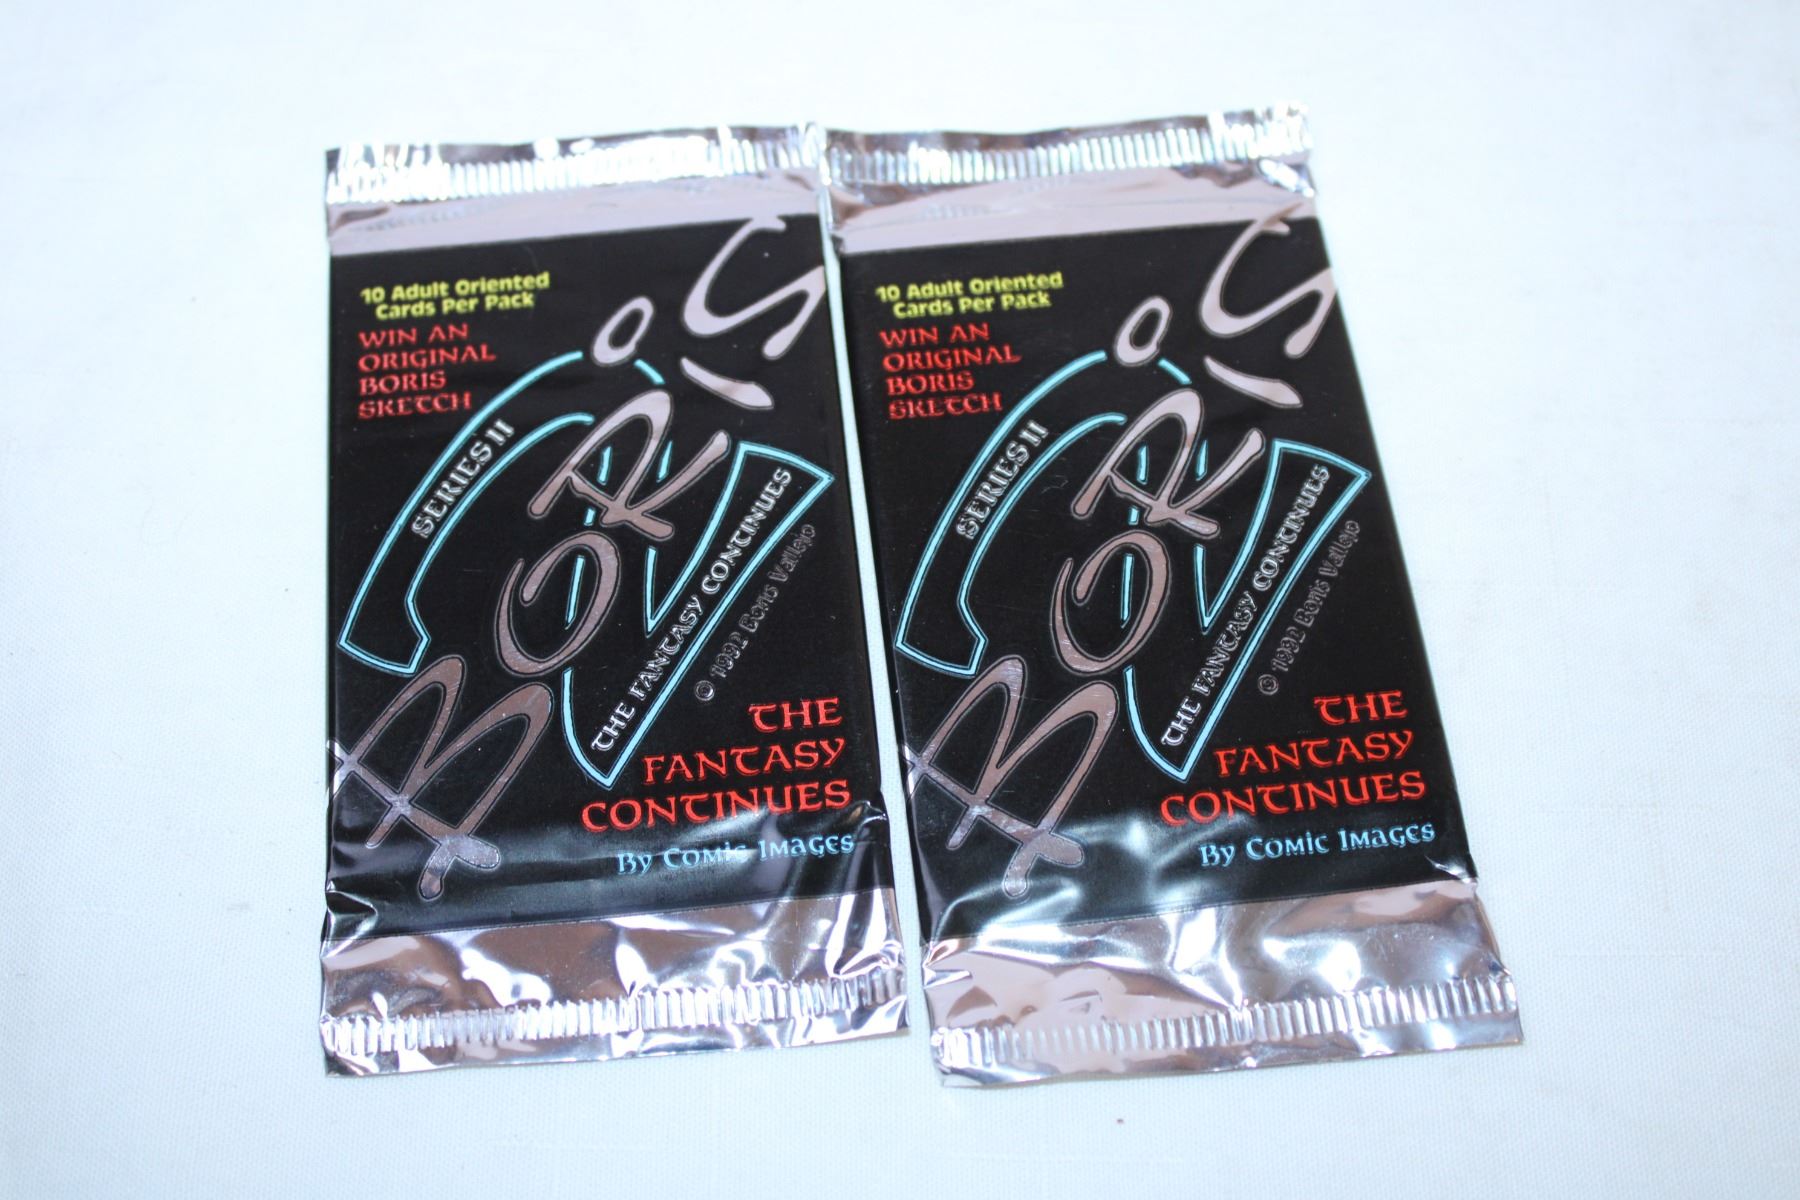 10 Adult Oriented
Cards Per Pack
WIN AN
ORIGINAL
BORIS
SKETCH
BORIS
SERIES II
THE FANTASY CONTINUES
© 1992 Boris Vallejo
THE
FANTASY
CONTINUES
By Comic Images
10 Adult Oriented
Cards Per Pack
WIN AN
ORIGINAL
BORIS
SKETCH
BORIS
SERIES II
THE FANTASY CONTINUES
© 1992 Boris Vallejo
THE
FANTASY
CONTINUES
By Comic Images